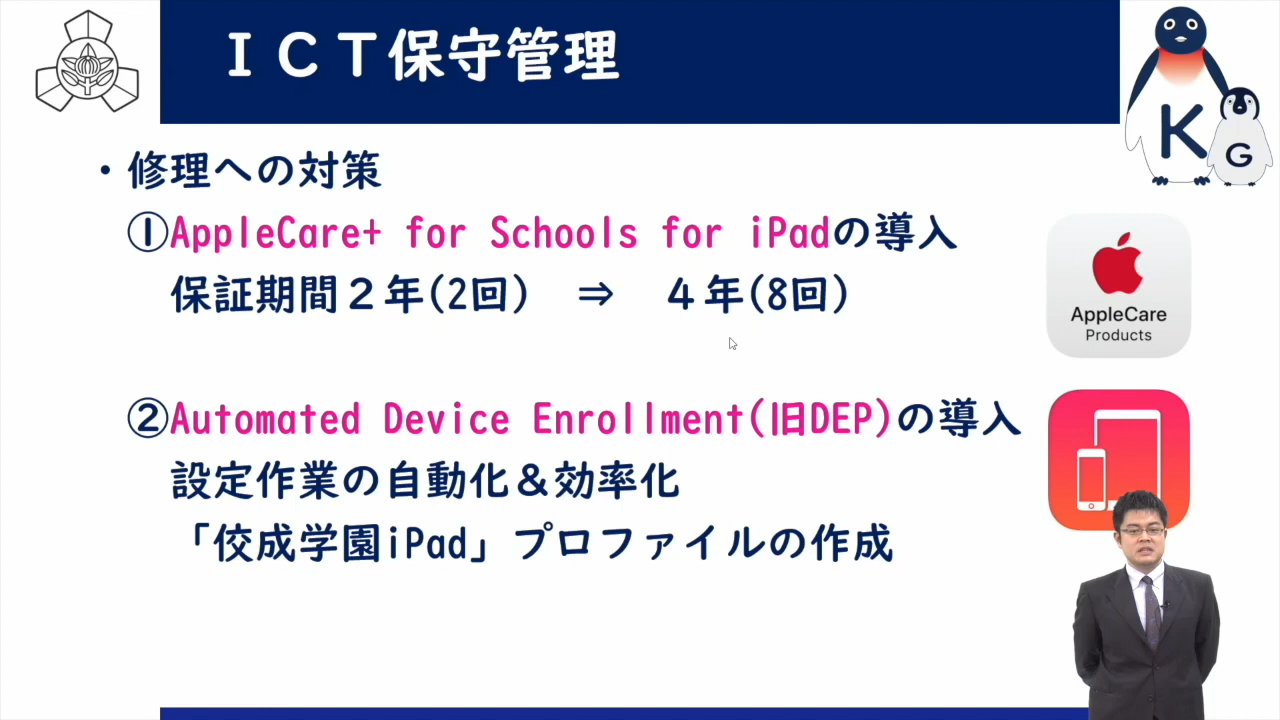 ＩＣＴ保守管理
K
G
・修理への対策
①AppleCare+ for Schools for iPadの導入
保証期間２年(2回)　⇒　４年(8回)
AppleCare
Products
②Automated Device Enrollment(旧DEP)の導入
設定作業の自動化＆効率化
「佼成学園iPad」プロファイルの作成